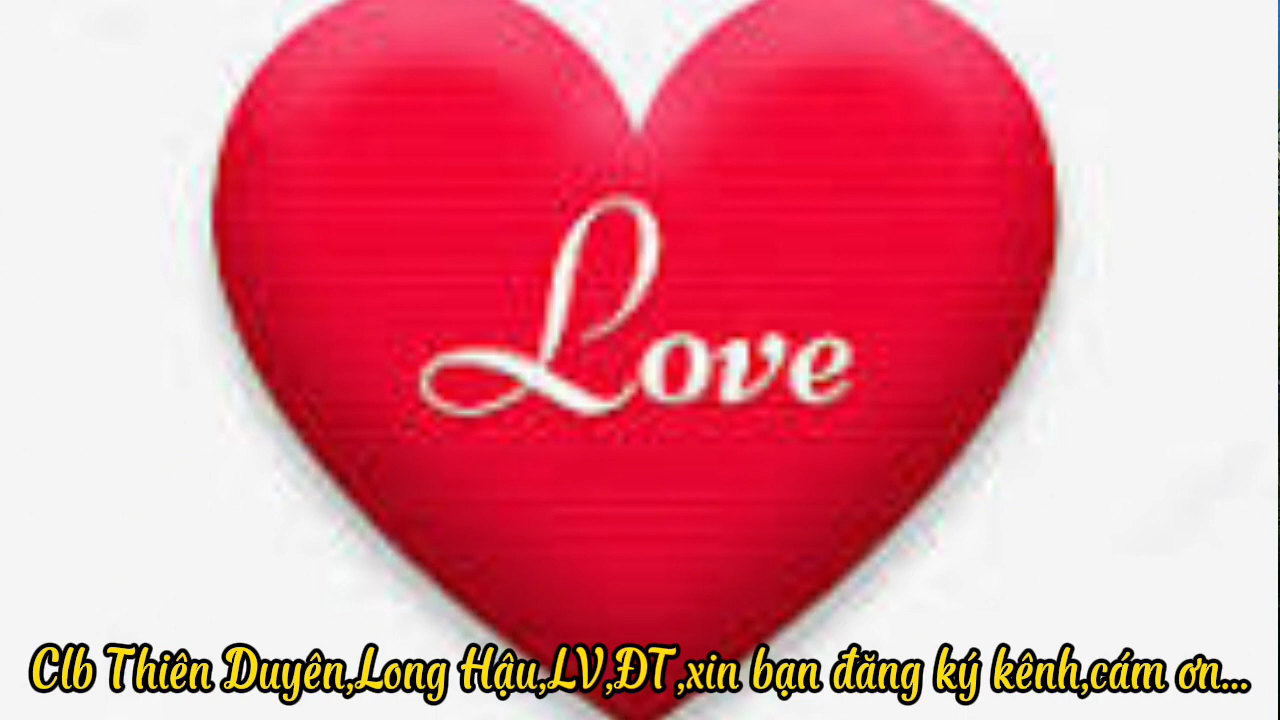 Love
Clb Thiên Duyên,Long Hậu,LV,ĐT,xin bạn đăng ký kênh,cám ơn...